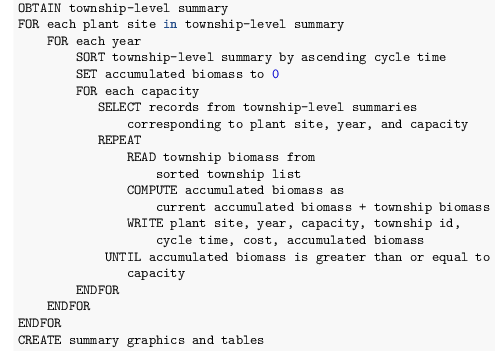 OBTAIN township-level summary
FOR each plant site in township-level summary
FOR each year
SORT township-level summary by ascending cycle time
SET accumulated biomass to 0
FOR each capacity
SELECT records from township-level summaries
corresponding to plant site, year, and capacity
REPEAT
READ township biomass from
sorted township list
COMPUTE accumulated biomass as
current accumulated biomass + township biomass
WRITE plant site, year, capacity, township id,
cycle time, cost, accumulated biomass
UNTIL accumulated biomass is greater than or equal to
capacity
ENDFOR
ENDFOR
ENDFOR
CREATE summary graphics and tables